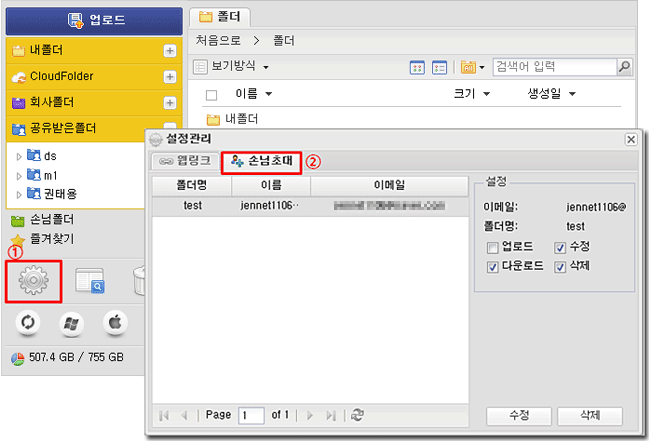 업로드
내폴더
CloudFolder
회사폴더
공유받은폴더
ds
m1
권태용
손님폴더
즐겨찾기
①
507.4 GB / 755 GB
폴더
처음으로 > 폴더
보기방식
검색어 입력
이름 크기 생성일
내폴더
설정관리
웹링크 손님초대 ②
폴더명 이름 이메일
test jennet1106··
Page 1 of 1
설정
이메일: jennet1106@
폴더명: test
업로드 수정
다운로드 삭제
수정 삭제